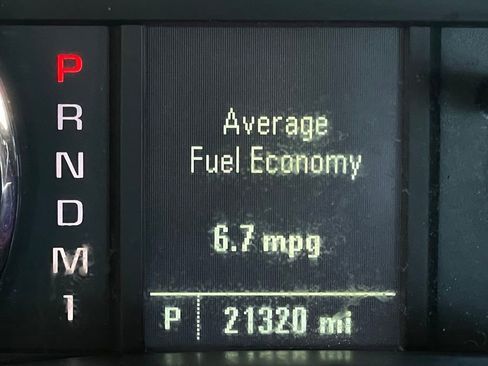 P
R
N
D
M
1
Average
Fuel Economy
6.7 mpg
P 21320 mi